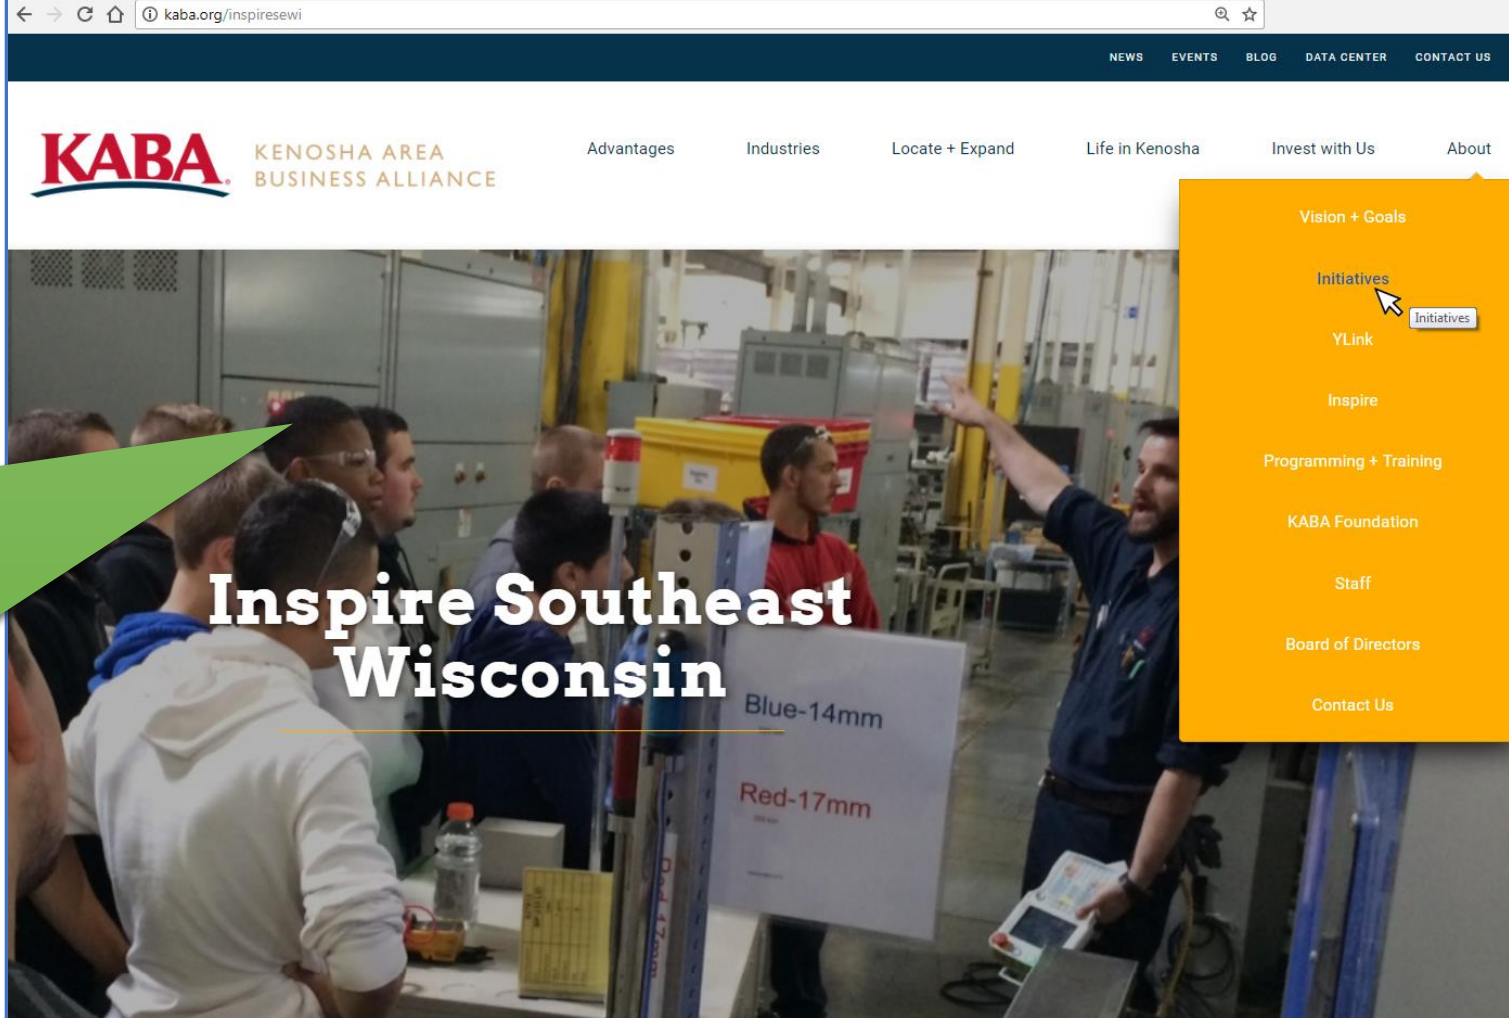 kaba.org/inspiresewi
NEWS EVENTS BLOG DATA CENTER CONTACT US
KABA.
KENOSHA AREA
BUSINESS ALLIANCE
Advantages Industries Locate + Expand Life in Kenosha Invest with Us About
Vision + Goals
Initiatives
Initiatives
YLink
Inspire
Programming + Training
KABA Foundation
Staff
Board of Directors
Contact Us
Inspire Southeast
Wisconsin
Blue-14mm
Red-17mm
Red 17mm